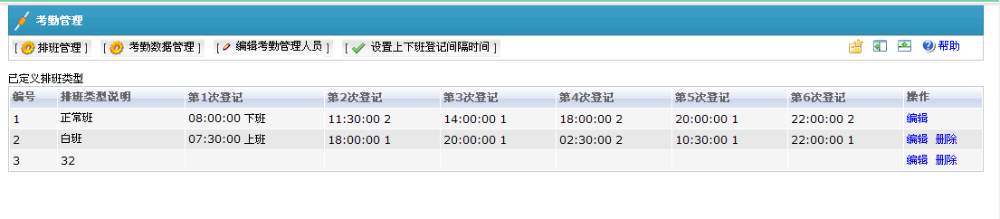 考勤管理
[ 排班管理 ] [ 考勤数据管理 ] [ 编辑考勤管理人员 ] [ 设置上下班登记间隔时间 ] 帮助
已定义排班类型
编号 排班类型说明 第1次登记 第2次登记 第3次登记 第4次登记 第5次登记 第6次登记 操作
1 正常班 08:00:00 下班 11:30:00 2 14:00:00 1 18:00:00 2 20:00:00 1 22:00:00 2 编辑
2 白班 07:30:00 上班 18:00:00 1 20:00:00 1 02:30:00 2 10:30:00 1 22:00:00 1 编辑 删除
3 32 编辑 删除